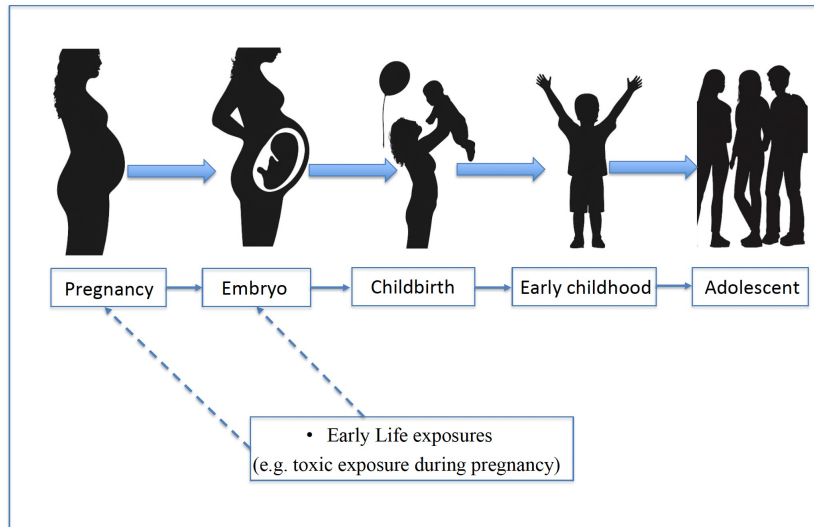 Pregnancy
Embryo
Childbirth
Early childhood
Adolescent
• Early Life exposures
(e.g. toxic exposure during pregnancy)